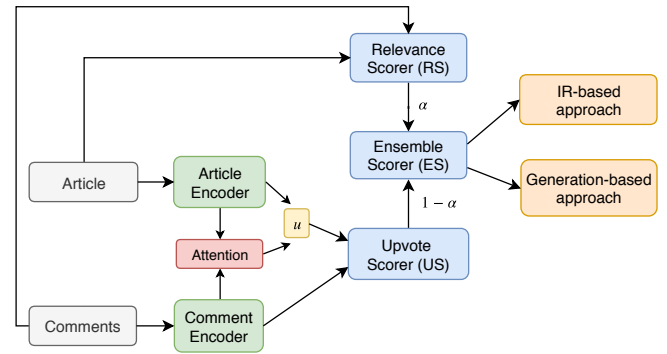 Relevance
Scorer (RS)
α
IR-based
approach
Ensemble
Scorer (ES)
Generation-based
approach
Article
Article
Encoder
1 − α
u
Attention
Upvote
Scorer (US)
Comments
Comment
Encoder